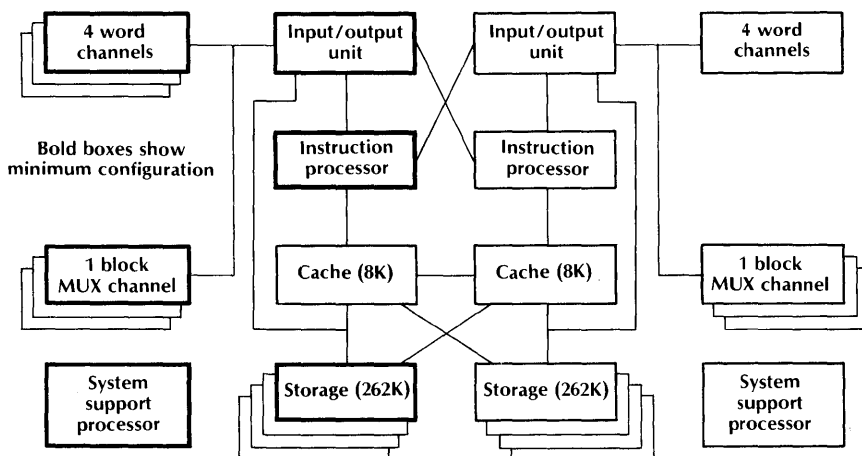 4 word
channels
Input/output
unit
Input/output
unit
4 word
channels
Bold boxes show
minimum configuration
Instruction
processor
Instruction
processor
1 block
MUX channel
Cache (8K)
Cache (8K)
1 block
MUX channel
System
support
processor
Storage (262K)
Storage (262K)
System
support
processor